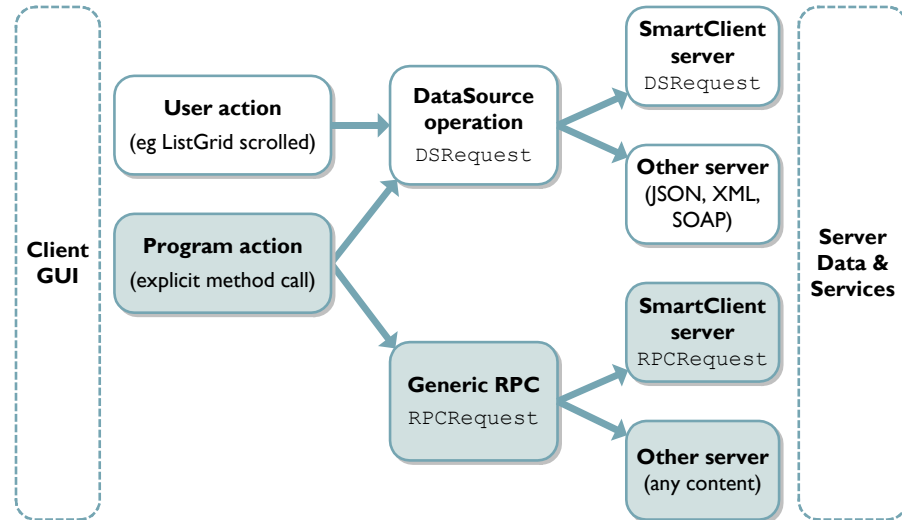 Client
GUI
User action
(eg ListGrid scrolled)
Program action
(explicit method call)
DataSource
operation
DSRequest
Generic RPC
RPCRequest
SmartClient
server
DSRequest
Other server
(JSON, XML,
SOAP)
SmartClient
server
RPCRequest
Other server
(any content)
Server
Data &
Services